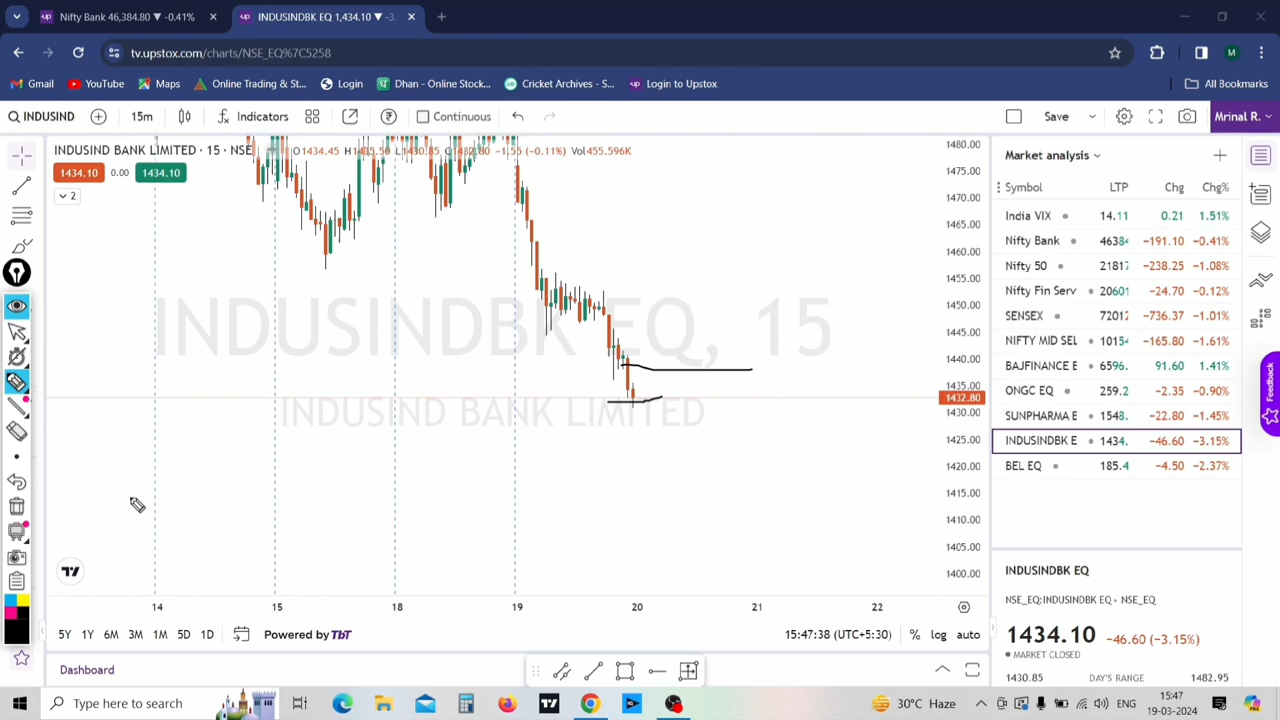 Nifty Bank 46,384.80 ▼ -0.41%
INDUSINDBK EQ 1,434.10 ▼ -3.
tv.upstox.com/charts/NSE_EQ%7C5258
M
Gmail
YouTube
Maps
Online Trading & St...
Login
Dhan - Online Stock...
Cricket Archives - S...
Login to Upstox
All Bookmarks
INDUSIND
15m
Indicators
Continuous
Save
Mrinal R.
INDUSIND BANK LIMITED · 15 · NSE
1434.10
0.00
1434.10
2
INDUSINDBK EQ, 15
INDUSIND BANK LIMITED
1480.00
1475.00
1470.00
1465.00
1460.00
1455.00
1450.00
1445.00
1440.00
1435.00
1432.80
1430.00
1425.00
1420.00
1415.00
1410.00
1405.00
1400.00
14 15 18 19 20 21 22
5Y 1Y 6M 3M 1M 5D 1D
Powered by TbT
15:47:38 (UTC+5:30)
% log auto
Dashboard
Market analysis
Symbol LTP Chg Chg%
India VIX 14.11 0.21 1.51%
Nifty Bank 4638 -191.10 -0.41%
Nifty 50 21817 -238.25 -1.08%
Nifty Fin Serv 20601 -24.70 -0.12%
SENSEX 72012 -736.37 -1.01%
NIFTY MID SEL 10154 -165.80 -1.61%
BAJFINANCE E 6596. 91.60 1.41%
ONGC EQ 259.2 -2.35 -0.90%
SUNPHARMA E 1548. -22.80 -1.45%
INDUSINDBK E 1434. -46.60 -3.15%
BEL EQ 185.4 -4.50 -2.37%
INDUSINDBK EQ
NSE_EQ:INDUSINDBK EQ • NSE_EQ
1434.10 -46.60 (-3.15%)
MARKET CLOSED
1430.85 DAY'S RANGE 1482.95
Feedback
Type here to search
30°C Haze
ENG
15:47
19-03-2024